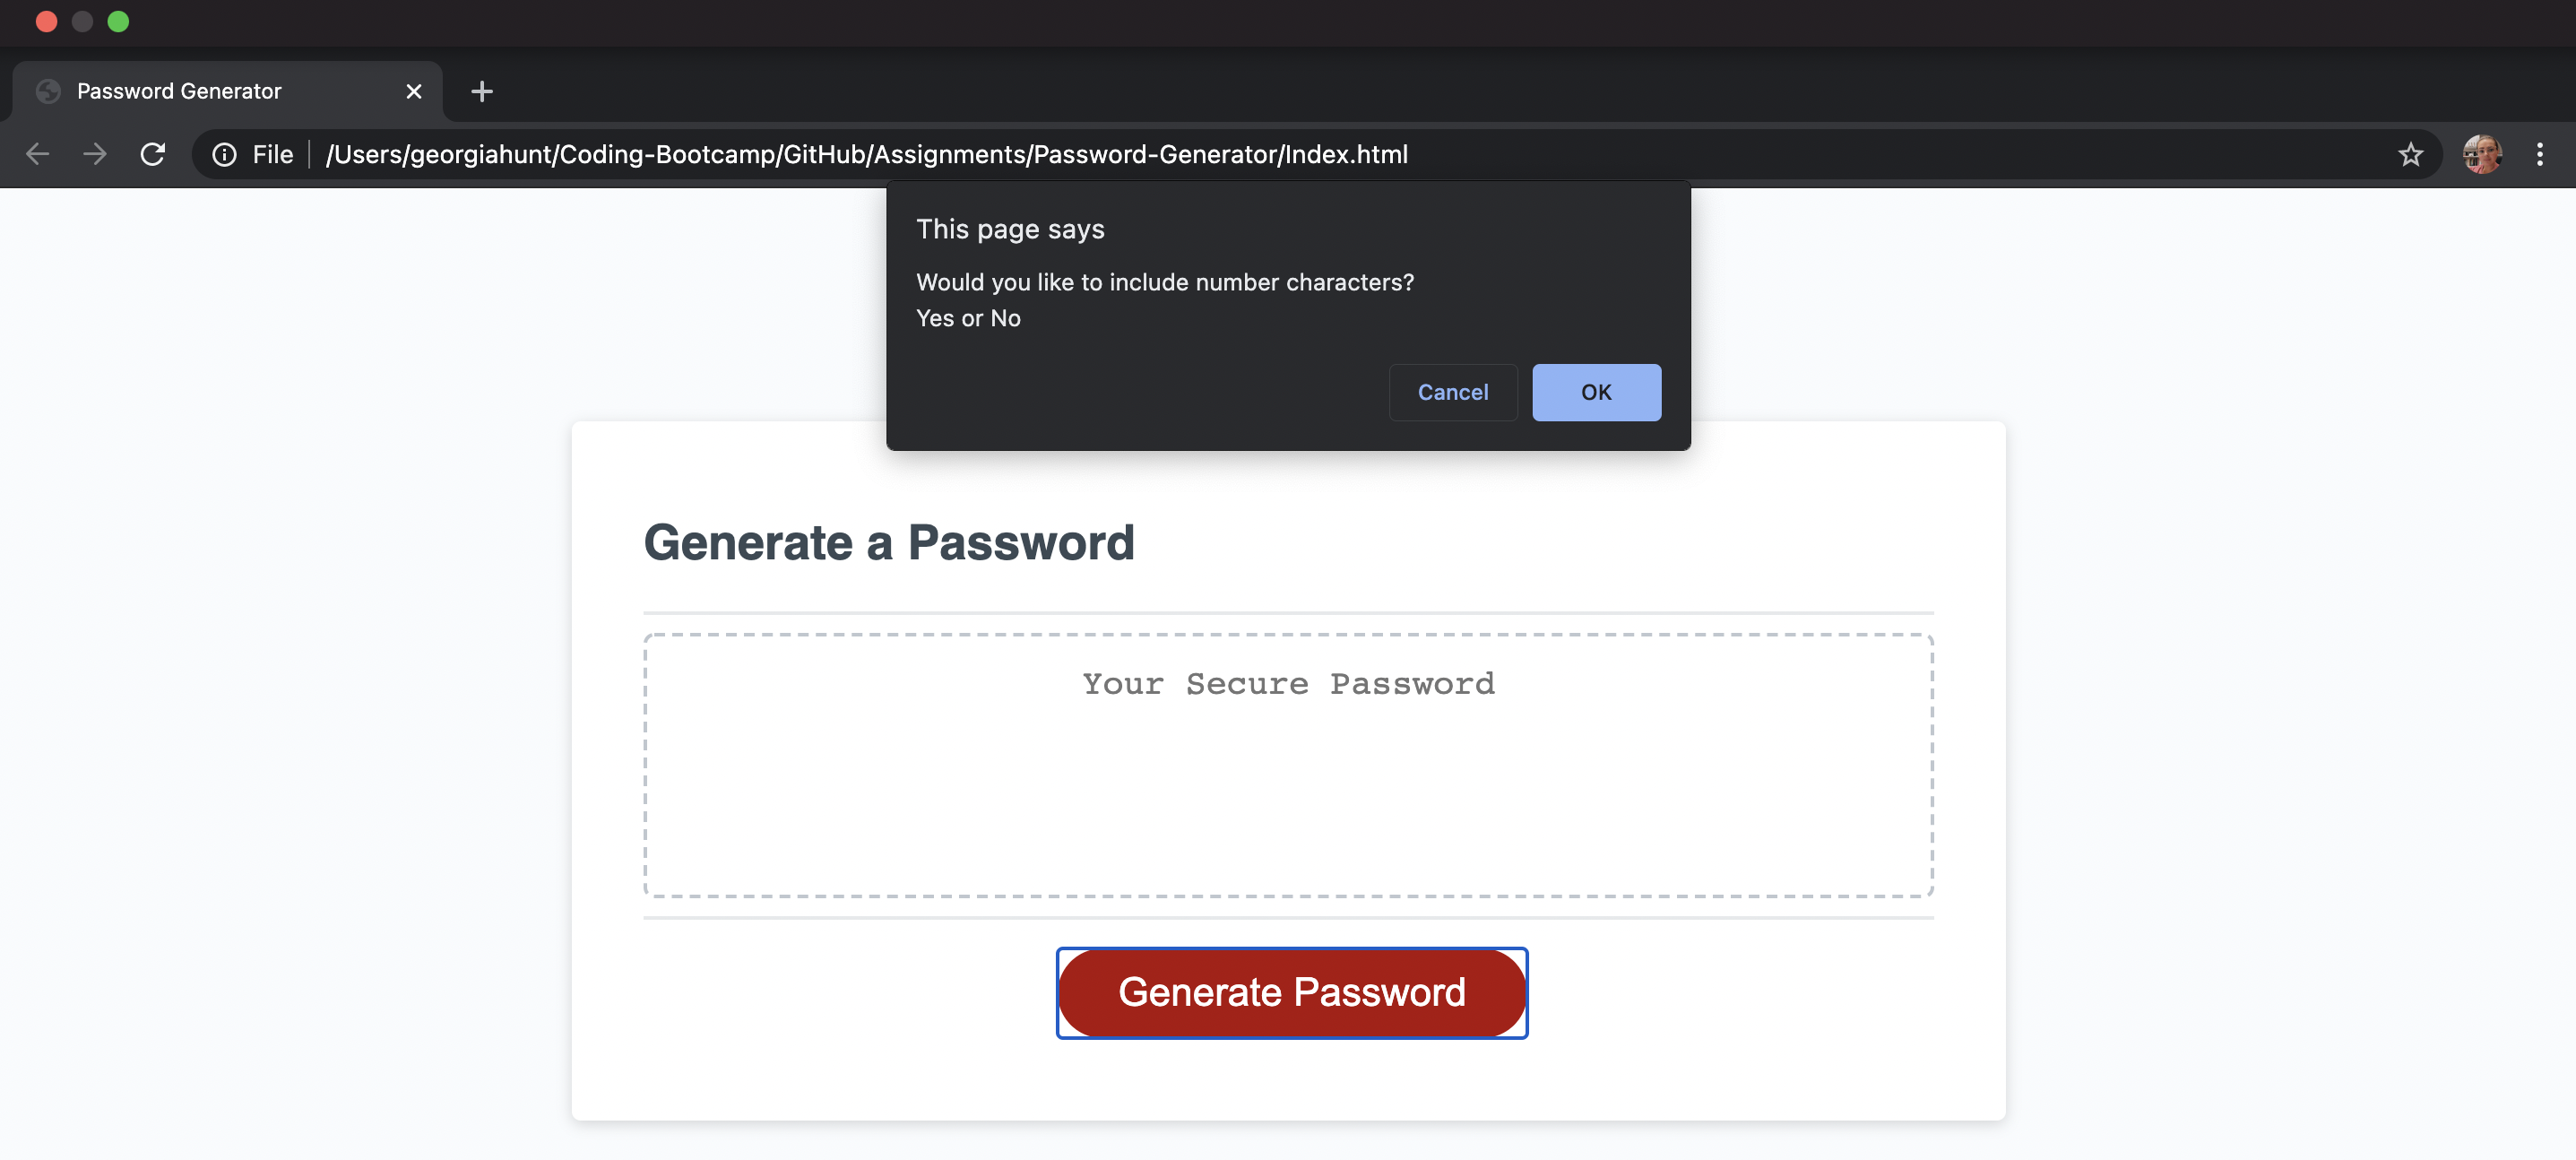 Password Generator
File /Users/georgiahunt/Coding-Bootcamp/GitHub/Assignments/Password-Generator/Index.html
This page says
Would you like to include number characters?
Yes or No
Cancel OK
Generate a Password
Your Secure Password
Generate Password